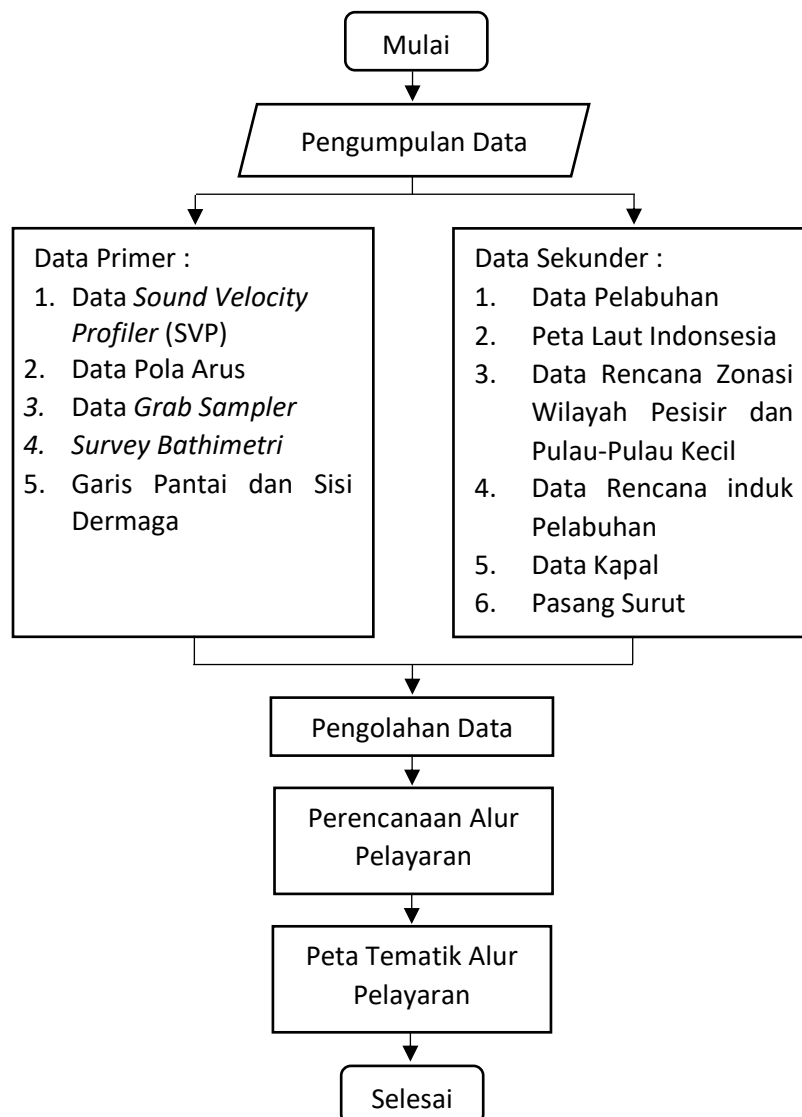 Mulai
Pengumpulan Data
Data Primer :
1. Data Sound Velocity
Profiler (SVP)
2. Data Pola Arus
3. Data Grab Sampler
4. Survey Bathimetri
5. Garis Pantai dan Sisi
Dermaga
Data Sekunder :
1. Data Pelabuhan
2. Peta Laut Indonsesia
3. Data Rencana Zonasi
Wilayah Pesisir dan
Pulau-Pulau Kecil
4. Data Rencana induk
Pelabuhan
5. Data Kapal
6. Pasang Surut
Pengolahan Data
Perencanaan Alur
Pelayaran
Peta Tematik Alur
Pelayaran
Selesai